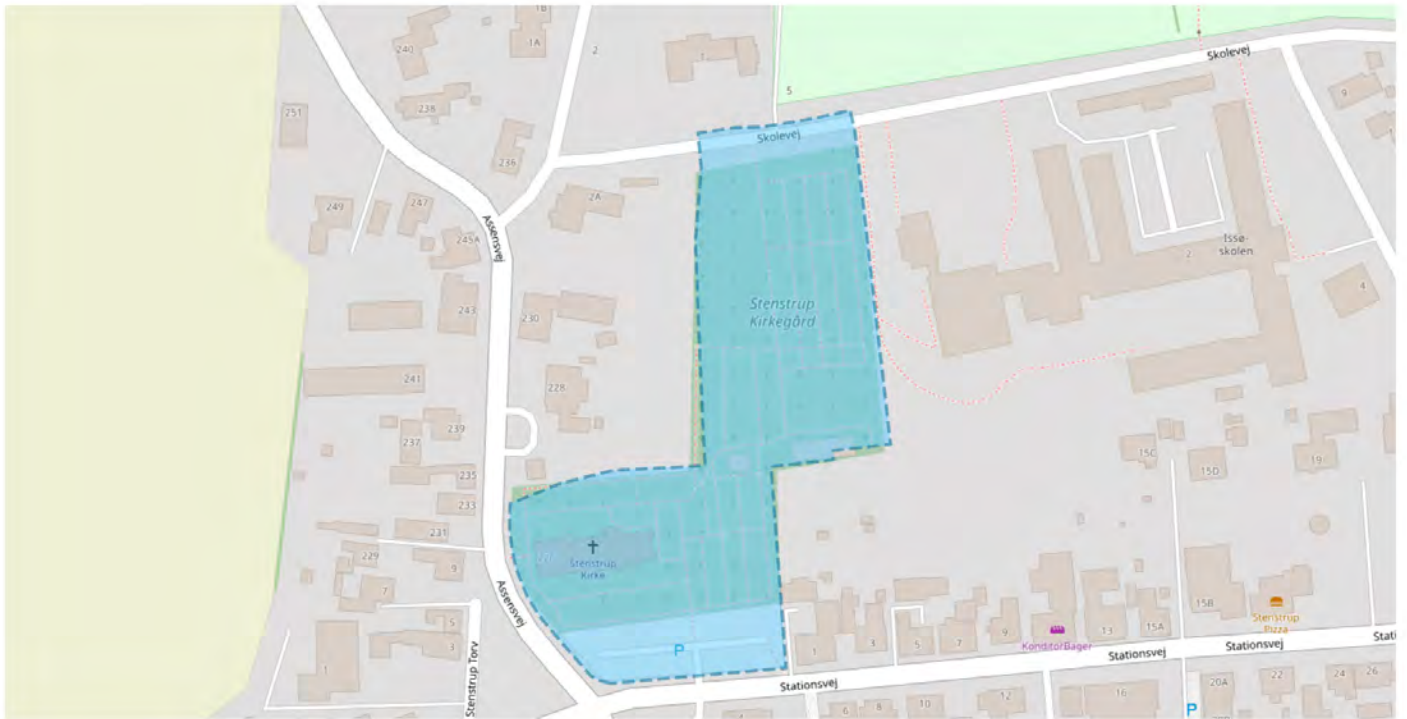 1B
240
1A
2
1
Skolevej
5
9
251
238
Skolevej
236
2A
249
247
Assensvej
245A
Issø-
skolen
2
4
Stenstrup
Kirkegård
243
230
241
228
239
237
15C
15D
19
235
233
231
Stenstrup
Kirke
229
9
7
Assensvej
5
3
1
Stenstrup Torv
P
1
3
5
7
9
KonditorBager
13
15A
15B
Stenstrup
Pizza
Stationsvej
Stationsvej
Stationsvej
Stati
6
8
10
12
16
P
20A
22
24
26